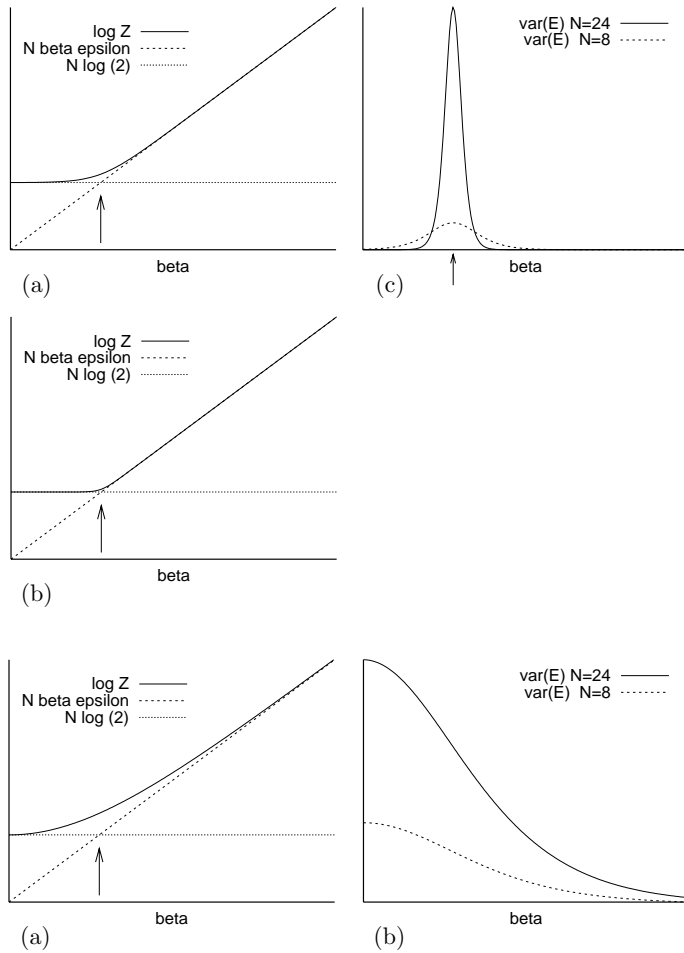 log Z
N beta epsilon
N log (2)
beta
(a)
var(E) N=24
var(E) N=8
beta
(c)
log Z
N beta epsilon
N log (2)
beta
(b)
log Z
N beta epsilon
N log (2)
beta
(a)
var(E) N=24
var(E) N=8
beta
(b)